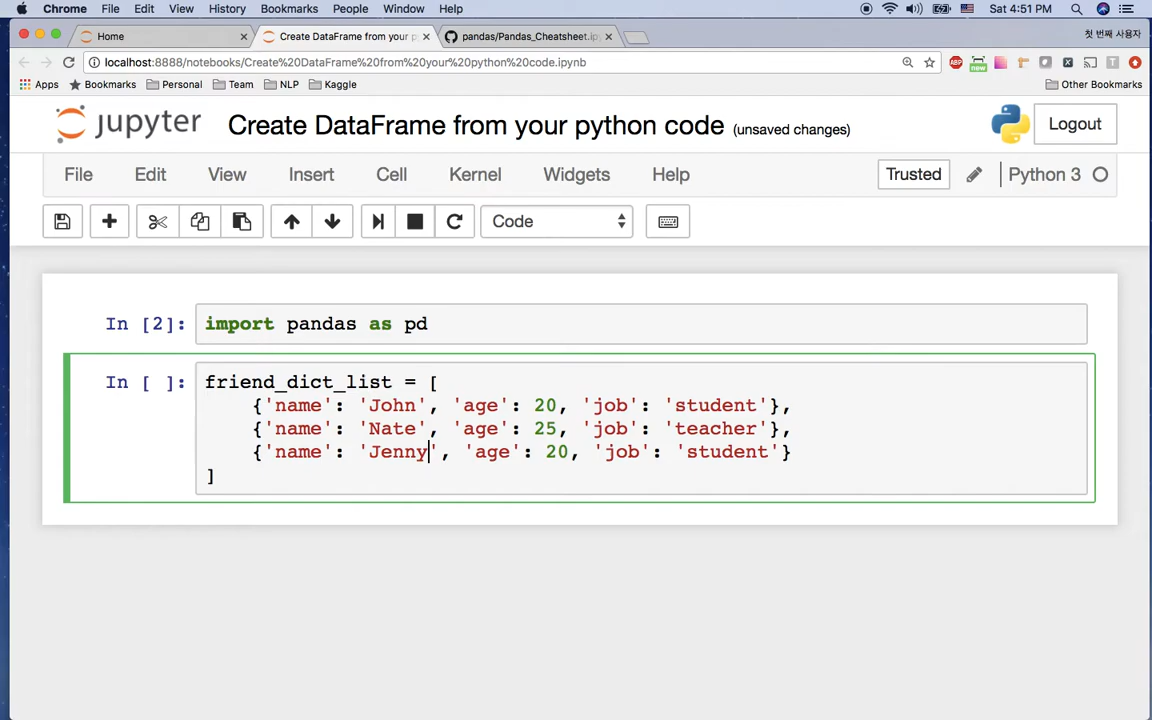 Chrome File Edit View History Bookmarks People Window Help Sat 4:51 PM
Home Create DataFrame from your p pandas/Pandas_Cheatsheet.ip 첫 번째 사용자
localhost:8888/notebooks/Create%20DataFrame%20from%20your%20python%20code.ipynb
Apps Bookmarks Personal Team NLP Kaggle Other Bookmarks
jupyter Create DataFrame from your python code (unsaved changes) Logout
File Edit View Insert Cell Kernel Widgets Help Trusted Python 3
Code
In [2]: import pandas as pd
In [ ]: friend_dict_list = [
{'name': 'John', 'age': 20, 'job': 'student'},
{'name': 'Nate', 'age': 25, 'job': 'teacher'},
{'name': 'Jenny', 'age': 20, 'job': 'student'}
]